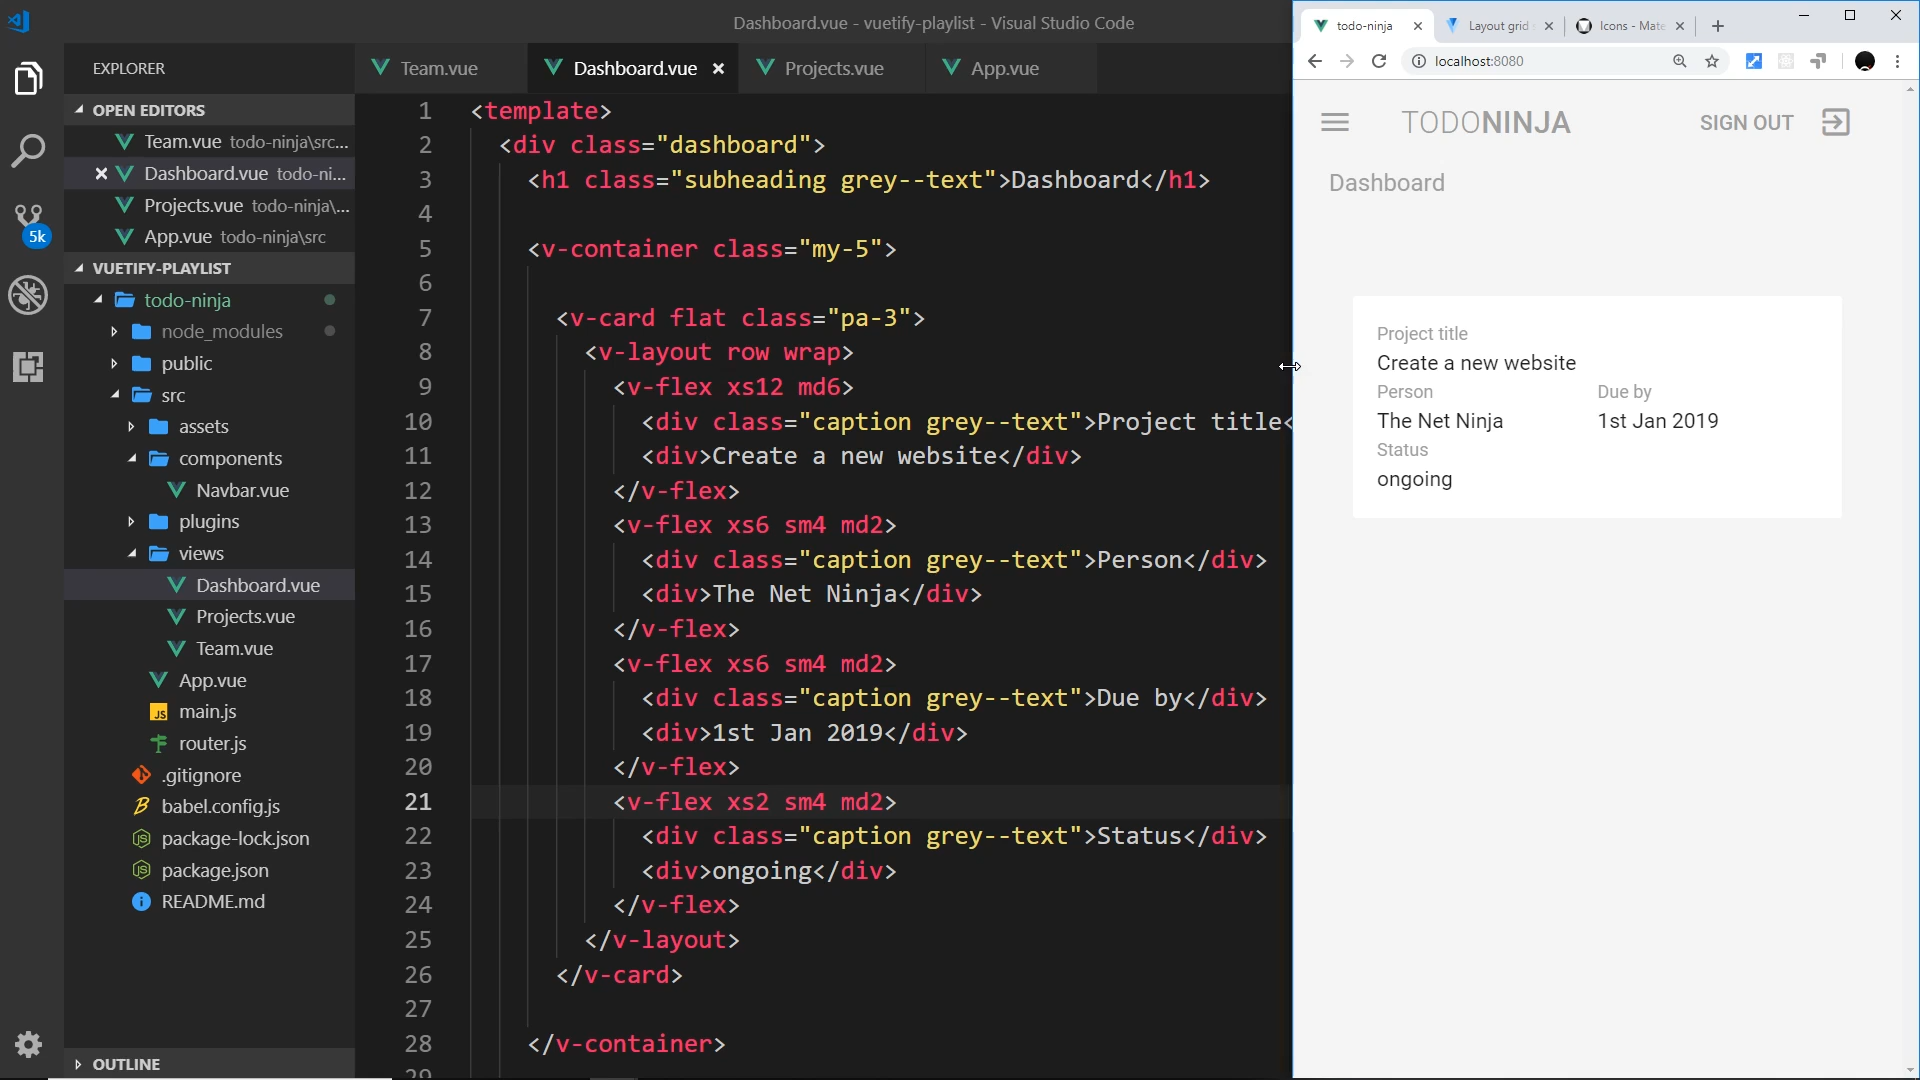 Dashboard.vue - vuetify-playlist - Visual Studio Code
EXPLORER
OPEN EDITORS
Team.vue todo-ninja\src...
Dashboard.vue todo-ni...
Projects.vue todo-ninja\...
App.vue todo-ninja\src
VUETIFY-PLAYLIST
todo-ninja
node_modules
public
src
assets
components
Navbar.vue
plugins
views
Dashboard.vue
Projects.vue
Team.vue
App.vue
JS main.js
router.js
.gitignore
babel.config.js
package-lock.json
package.json
README.md
OUTLINE
5k
Team.vue
Dashboard.vue
Projects.vue
App.vue
1 <template>
2 <div class="dashboard">
3 <h1 class="subheading grey--text">Dashboard</h1>
4
5 <v-container class="my-5">
6
7 <v-card flat class="pa-3">
8 <v-layout row wrap>
9 <v-flex xs12 md6>
10 <div class="caption grey--text">Project title<
11 <div>Create a new website</div>
12 </v-flex>
13 <v-flex xs6 sm4 md2>
14 <div class="caption grey--text">Person</div>
15 <div>The Net Ninja</div>
16 </v-flex>
17 <v-flex xs6 sm4 md2>
18 <div class="caption grey--text">Due by</div>
19 <div>1st Jan 2019</div>
20 </v-flex>
21 <v-flex xs2 sm4 md2>
22 <div class="caption grey--text">Status</div>
23 <div>ongoing</div>
24 </v-flex>
25 </v-layout>
26 </v-card>
27
28 </v-container>
29
todo-ninja
Layout grid
Icons - Mate
localhost:8080
TODONINJA
SIGN OUT
Dashboard
Project title
Create a new website
Person Due by
The Net Ninja 1st Jan 2019
Status
ongoing